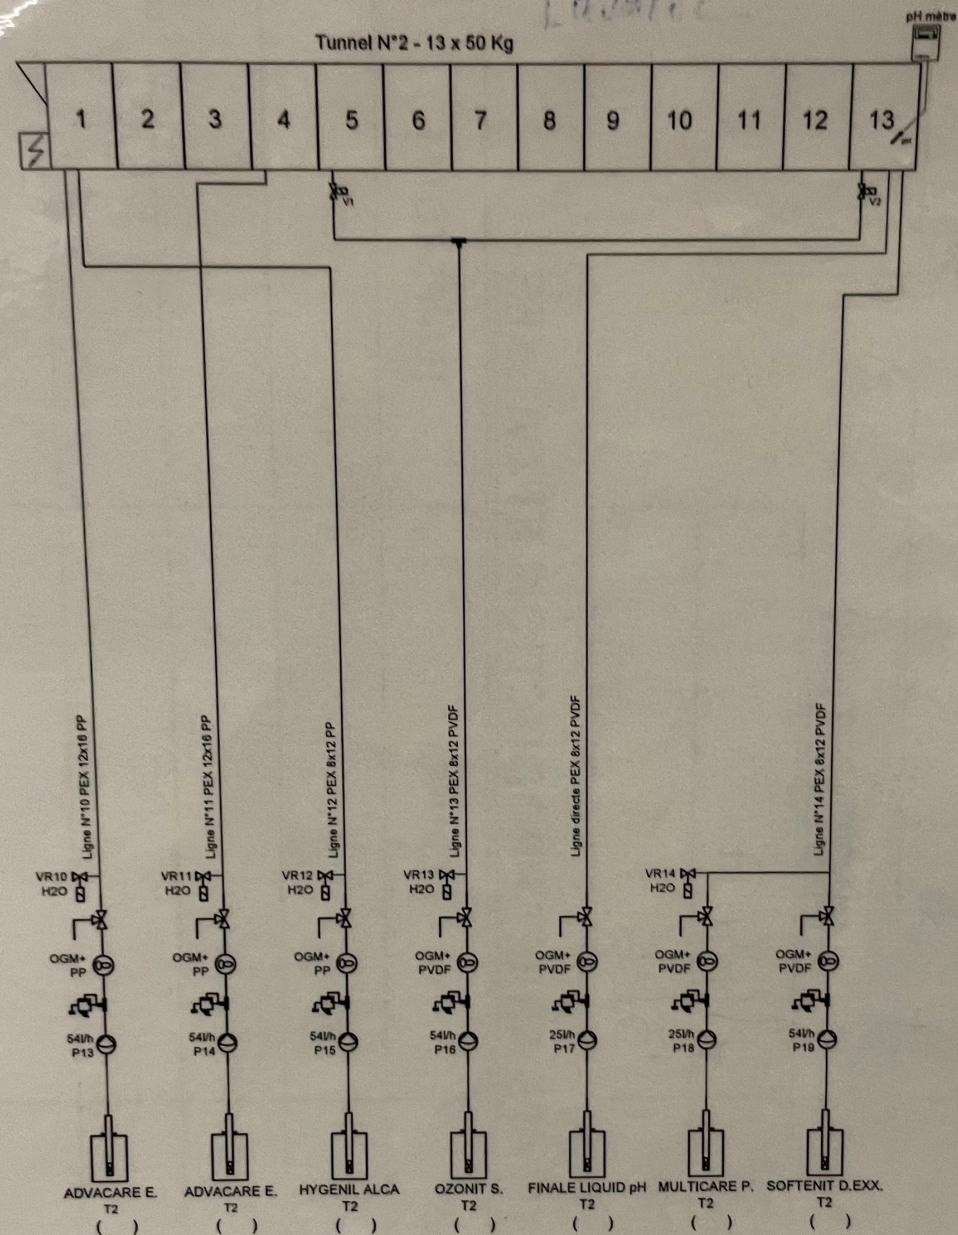 pH mètre
Tunnel N°2 - 13 x 50 Kg
1 2 3 4 5 6 7 8 9 10 11 12 13
pH
V1 V2
Ligne N°10 PEX 12x16 PP
Ligne N°11 PEX 12x16 PP
Ligne N°12 PEX 8x12 PP
Ligne N°13 PEX 8x12 PVDF
Ligne directe PEX 8x12 PVDF
Ligne N°14 PEX 8x12 PVDF
VR10 VR11 VR12 VR13 VR14
H2O H2O H2O H2O H2O
OGM+ OGM+ OGM+ OGM+ OGM+ OGM+ OGM+
PP PP PP PVDF PVDF PVDF PVDF
54l/h 54l/h 54l/h 54l/h 25l/h 25l/h 54l/h
P13 P14 P15 P16 P17 P18 P19
ADVACARE E. ADVACARE E. HYGENIL ALCA OZONIT S. FINALE LIQUID pH MULTICARE P. SOFTENIT D.EXX.
T2 T2 T2 T2 T2 T2 T2
( ) ( ) ( ) ( ) ( ) ( ) ( )